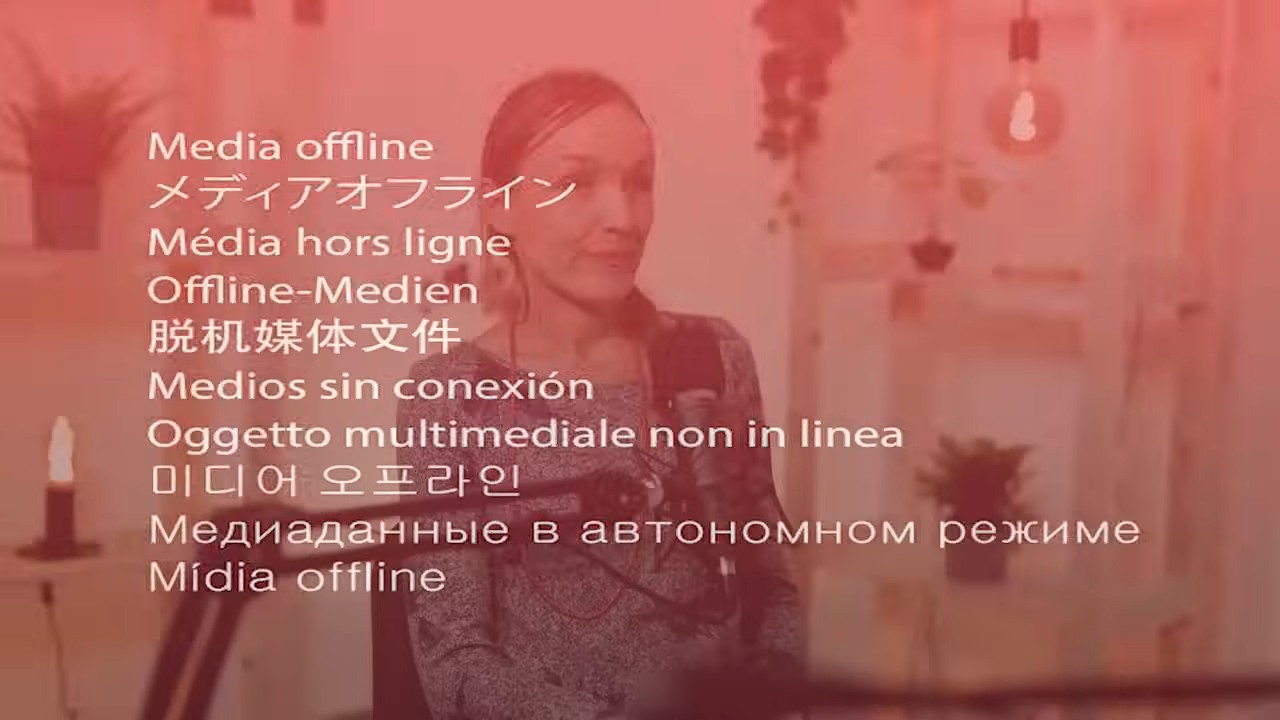 Media offline
メディアオフライン
Média hors ligne
Offline-Medien
脱机媒体文件
Medios sin conexión
Oggetto multimediale non in linea
미디어 오프라인
Медиаданные в автономном режиме
Mídia offline